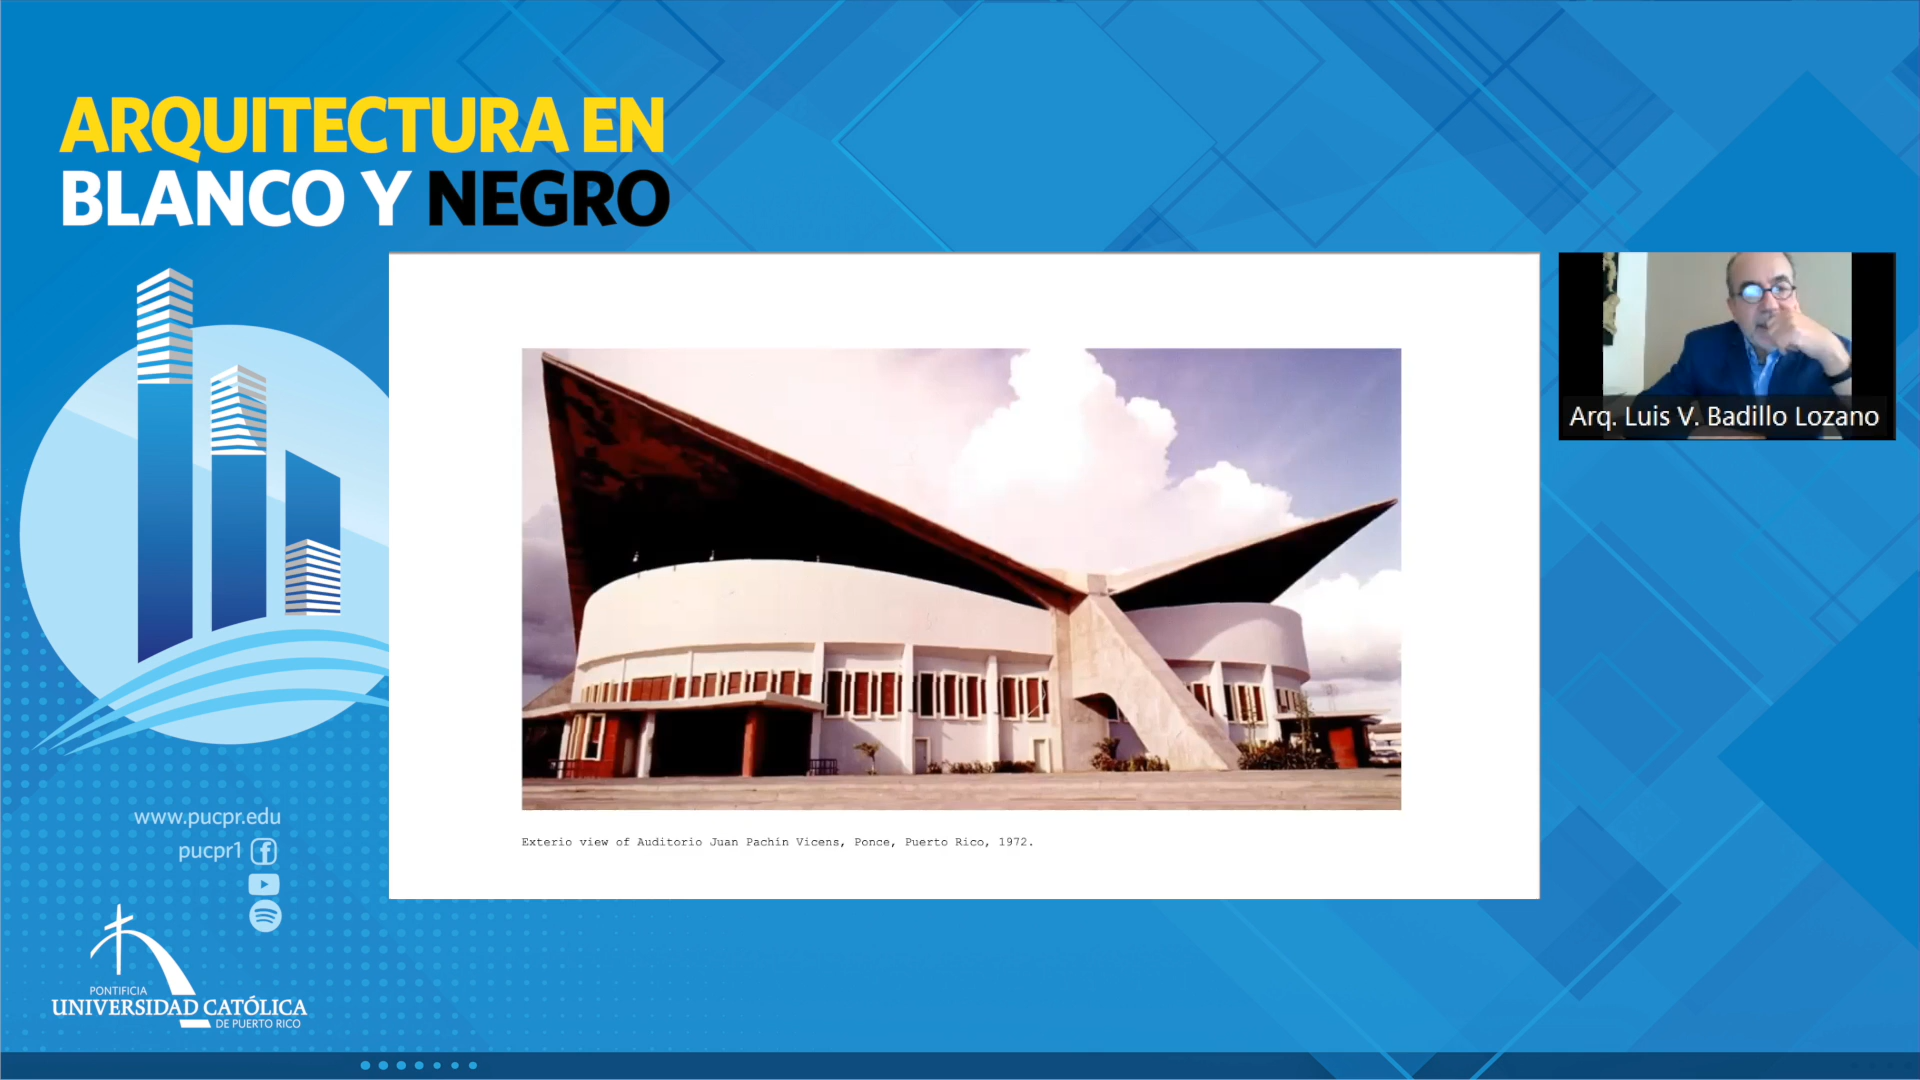 ARQUITECTURA EN
BLANCO Y NEGRO
Arq. Luis V. Badillo Lozano
Exterio view of Auditorio Juan Pachín Vicens, Ponce, Puerto Rico, 1972.
www.pucpr.edu
pucpr1
PONTIFICIA
UNIVERSIDAD CATÓLICA
DE PUERTO RICO